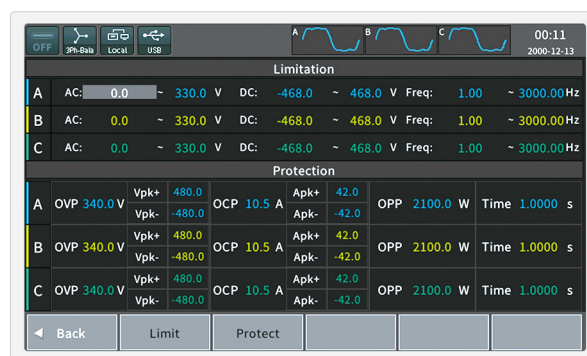 OFF 3Ph-Bala Local USB A B C 00:11
2000-12-13
Limitation
A AC: 0.0 ~ 330.0 V DC: -468.0 ~ 468.0 V Freq: 1.00 ~ 3000.00 Hz
B AC: 0.0 ~ 330.0 V DC: -468.0 ~ 468.0 V Freq: 1.00 ~ 3000.00 Hz
C AC: 0.0 ~ 330.0 V DC: -468.0 ~ 468.0 V Freq: 1.00 ~ 3000.00 Hz
Protection
A OVP 340.0 V Vpk+ 480.0 OCP 10.5 A Apk+ 42.0 OPP 2100.0 W Time 1.0000 s
Vpk- -480.0 Apk- -42.0
B OVP 340.0 V Vpk+ 480.0 OCP 10.5 A Apk+ 42.0 OPP 2100.0 W Time 1.0000 s
Vpk- -480.0 Apk- -42.0
C OVP 340.0 V Vpk+ 480.0 OCP 10.5 A Apk+ 42.0 OPP 2100.0 W Time 1.0000 s
Vpk- -480.0 Apk- -42.0
Back Limit Protect